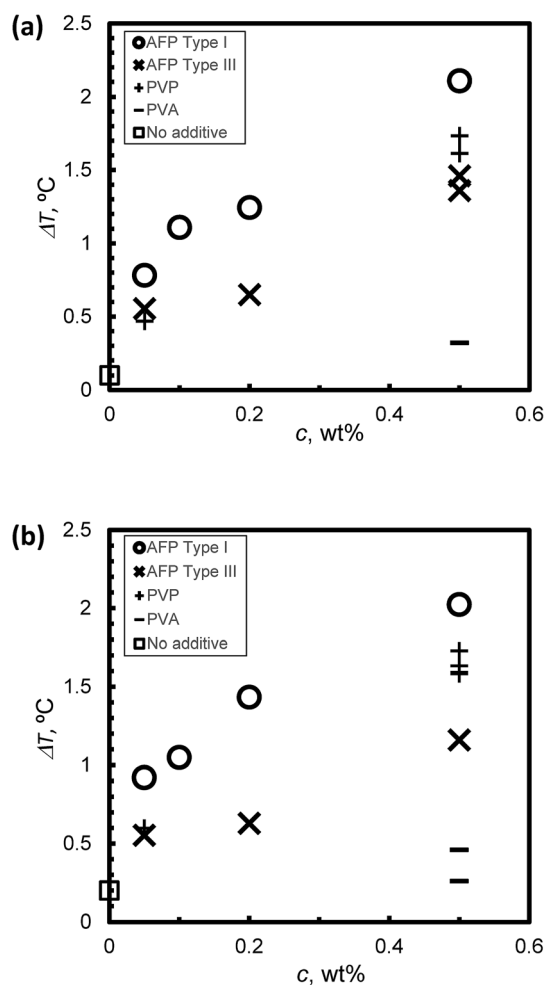 (a)
2.5
2
1.5
1
0.5
0
ΔT, ºC
AFP Type I
AFP Type III
PVP
PVA
No additive
0 0.2 0.4 0.6
c, wt%
(b)
2.5
2
1.5
1
0.5
0
ΔT, ºC
AFP Type I
AFP Type III
PVP
PVA
No additive
0 0.2 0.4 0.6
c, wt%